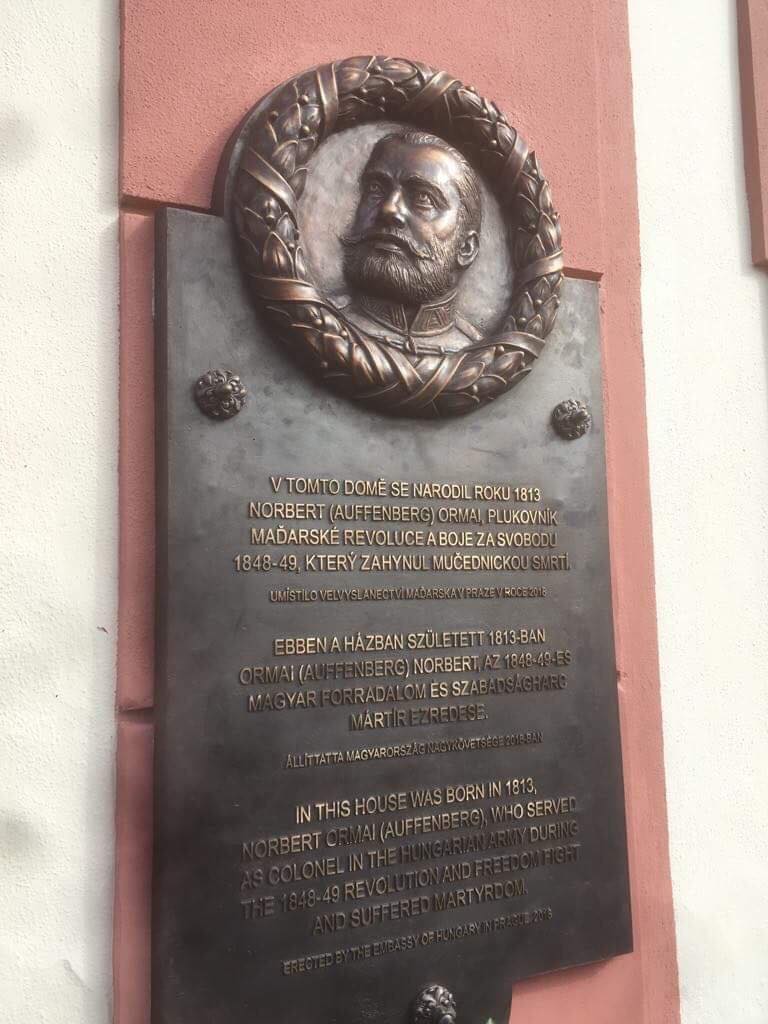 V TOMTO DOMĚ SE NARODIL ROKU 1813
NORBERT (AUFFENBERG) ORMAI, PLUKOVNÍK
MAĎARSKÉ REVOLUCE A BOJE ZA SVOBODU
1848-49, KTERÝ ZAHYNUL MUČEDNICKOU SMRTÍ.
UMÍSTILO VELVYSLANECTVÍ MAĎARSKA V PRAZE V ROCE 2018
EBBEN A HÁZBAN SZÜLETETT 1813-BAN
ORMAI (AUFFENBERG) NORBERT, AZ 1848-49-ES
MAGYAR FORRADALOM ÉS SZABADSÁGHARC
MÁRTÍR EZREDESE.
ÁLLÍTTATTA MAGYARORSZÁG NAGYKÖVETSÉGE 2018-BAN
IN THIS HOUSE WAS BORN IN 1813,
NORBERT ORMAI (AUFFENBERG), WHO SERVED
AS COLONEL IN THE HUNGARIAN ARMY DURING
THE 1848-49 REVOLUTION AND FREEDOM FIGHT
AND SUFFERED MARTYRDOM.
ERECTED BY THE EMBASSY OF HUNGARY IN PRAGUE 2018